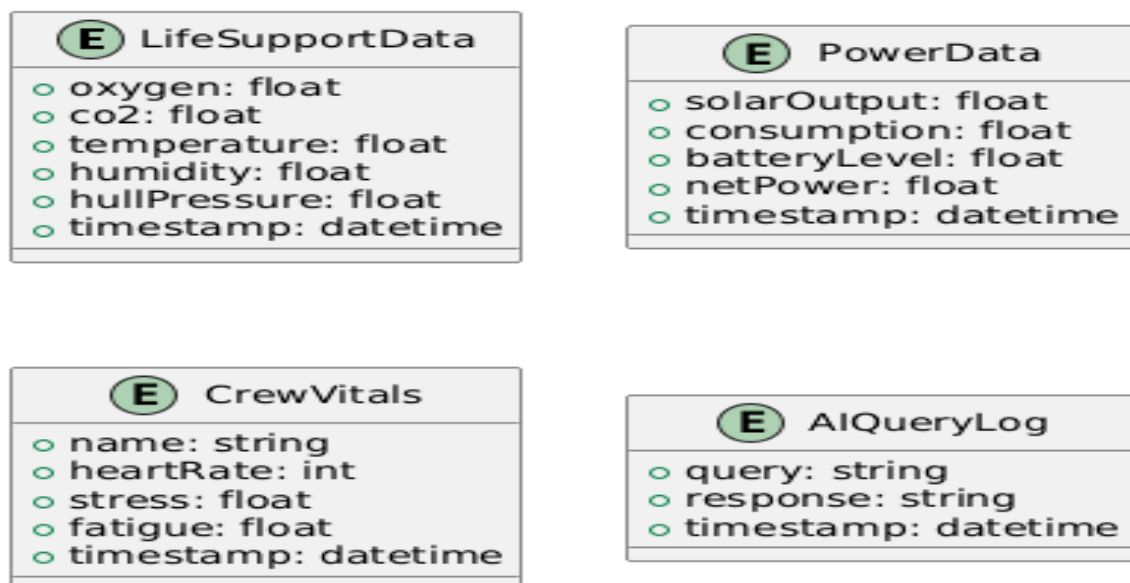 E LifeSupportData
oxygen: float
co2: float
temperature: float
humidity: float
hullPressure: float
timestamp: datetime
E PowerData
solarOutput: float
consumption: float
batteryLevel: float
netPower: float
timestamp: datetime
E CrewVitals
name: string
heartRate: int
stress: float
fatigue: float
timestamp: datetime
E AIQueryLog
query: string
response: string
timestamp: datetime